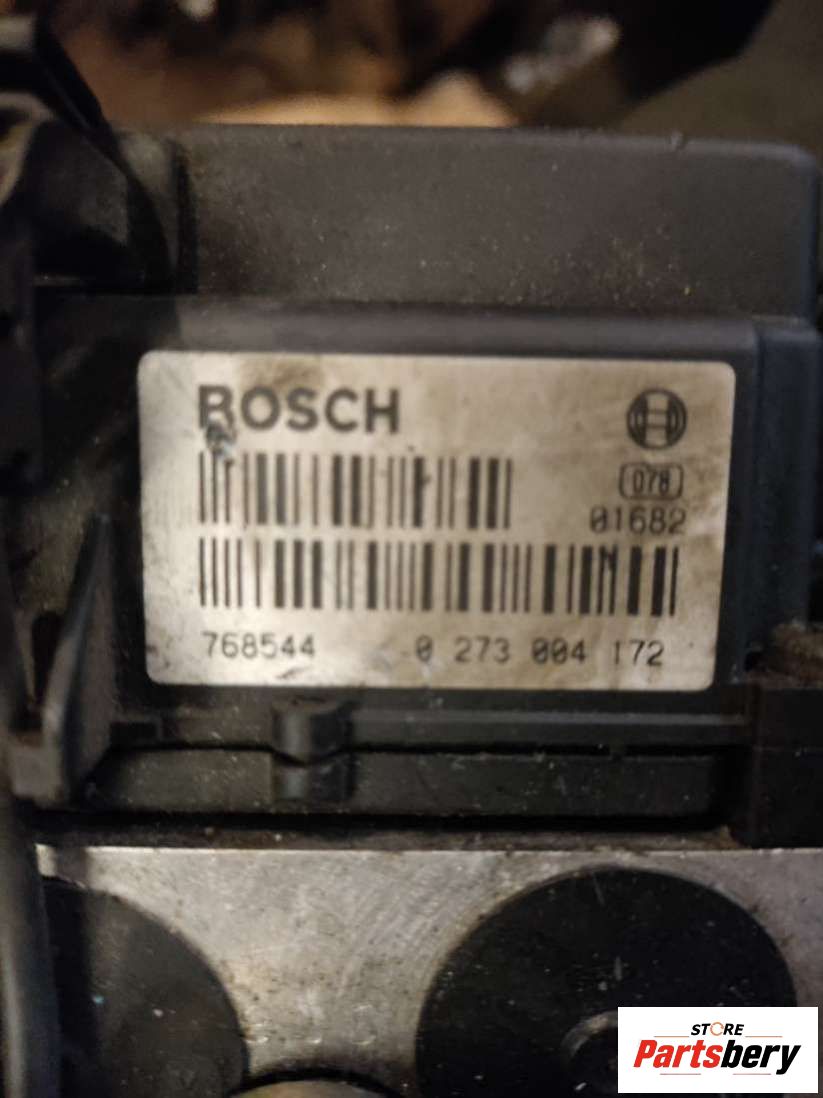 BOSCH
078
01682
768544 0 273 004 172
STORE
Partsbery